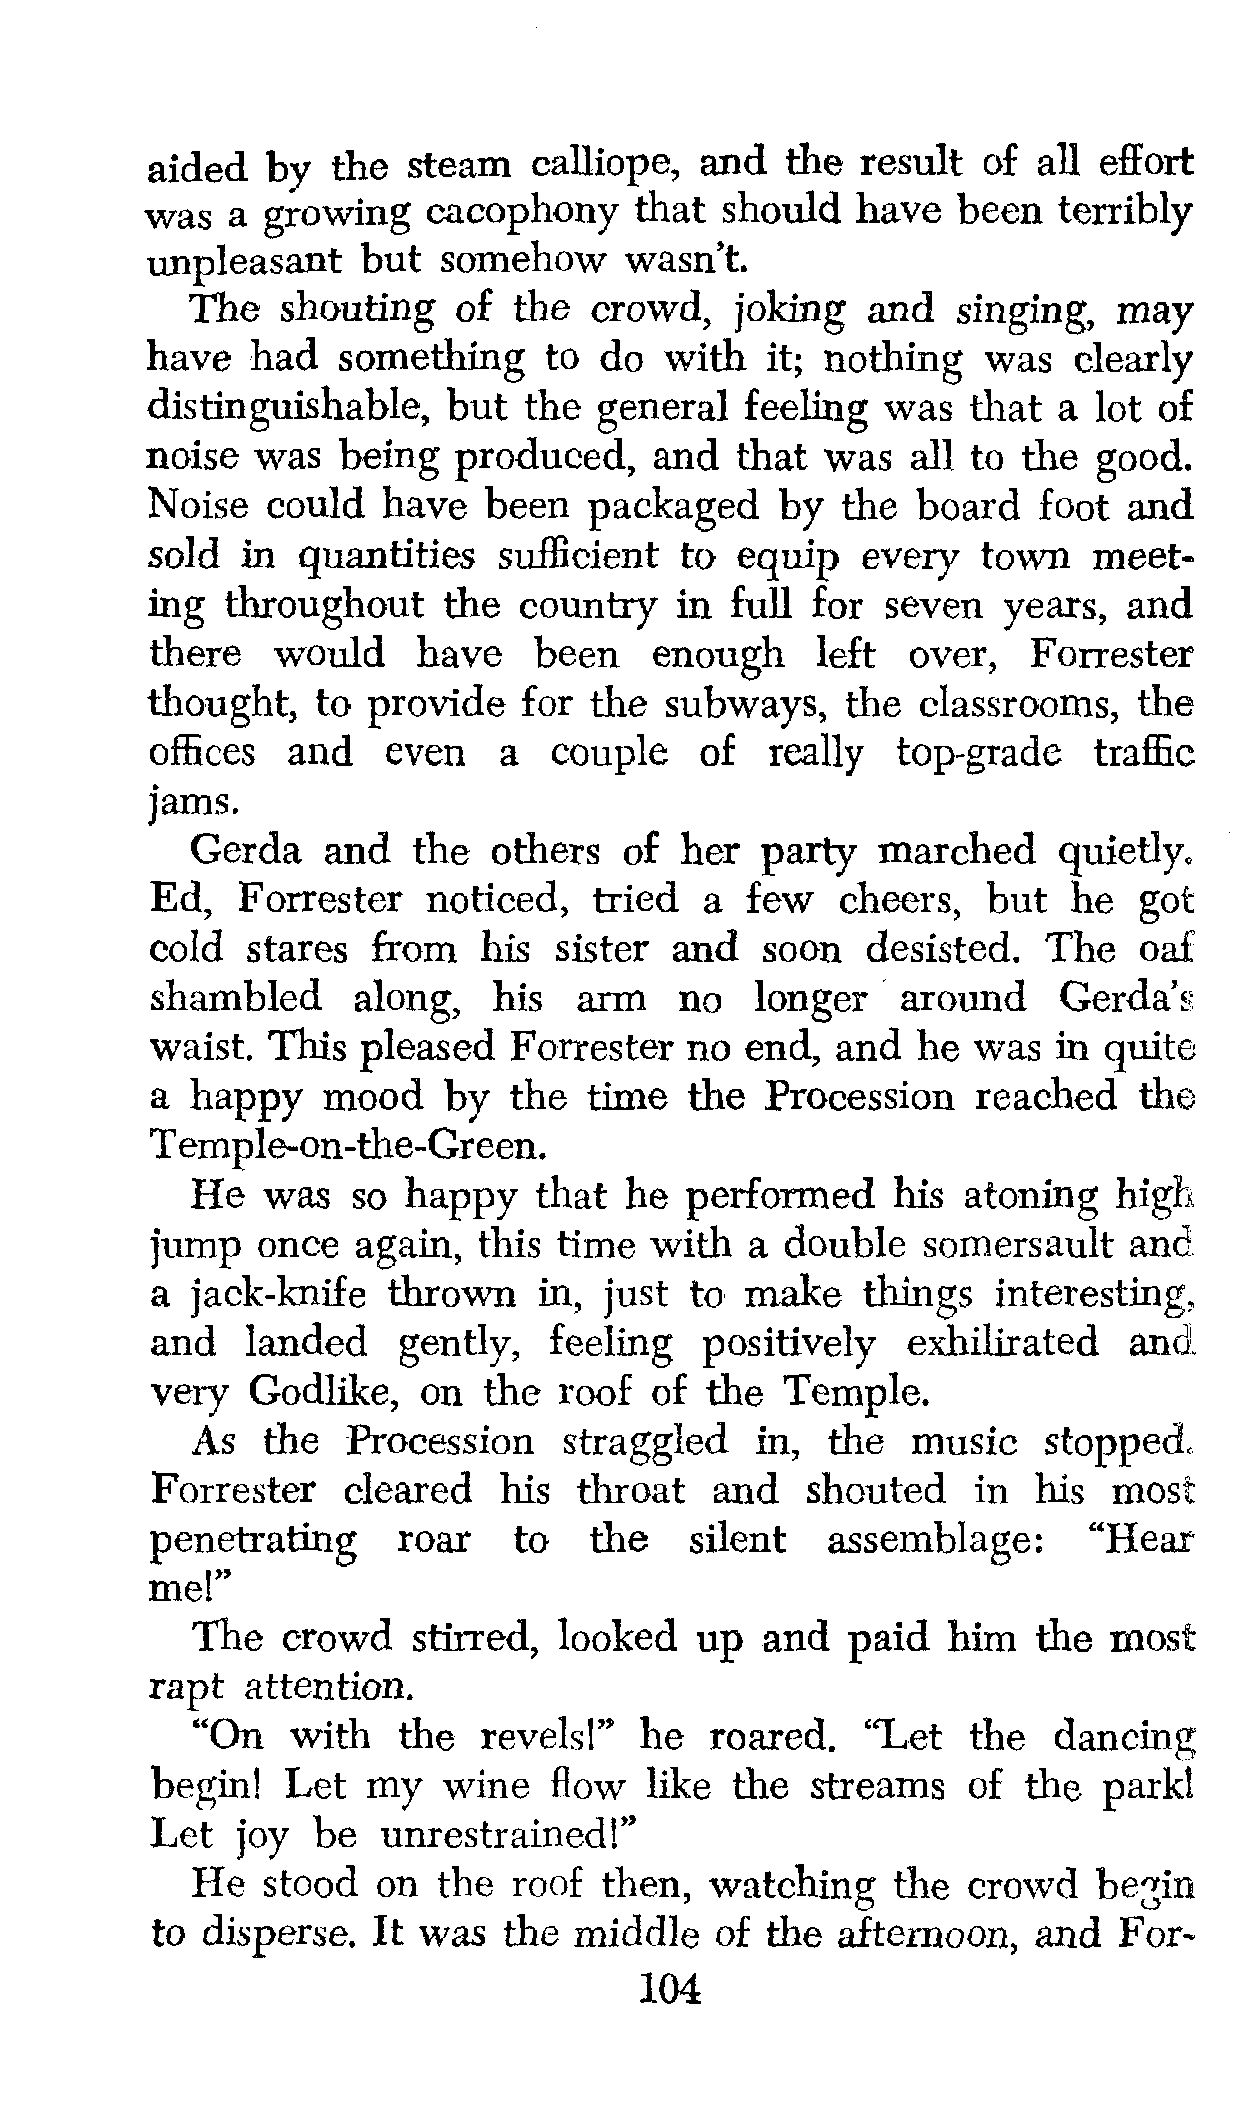 aided by the steam calliope, and the result of all effort
was a growing cacophony that should have been terribly
unpleasant but somehow wasn't.
The shouting of the crowd, joking and singing, may
have had something to do with it; nothing was clearly
distinguishable, but the general feeling was that a lot of
noise was being produced, and that was all to the good.
Noise could have been packaged by the board foot and
sold in quantities sufficient to equip every town meet-
ing throughout the country in full for seven years, and
there would have been enough left over, Forrester
thought, to provide for the subways, the classrooms, the
offices and even a couple of really top-grade traffic
jams.
Gerda and the others of her party marched quietly.
Ed, Forrester noticed, tried a few cheers, but he got
cold stares from his sister and soon desisted. The oaf
shambled along, his arm no longer around Gerda's
waist. This pleased Forrester no end, and he was in quite
a happy mood by the time the Procession reached the
Temple-on-the-Green.
He was so happy that he performed his atoning high
jump once again, this time with a double somersault and
a jack-knife thrown in, just to make things interesting,
and landed gently, feeling positively exhilirated and
very Godlike, on the roof of the Temple.
As the Procession straggled in, the music stopped.
Forrester cleared his throat and shouted in his most
penetrating roar to the silent assemblage: “Hear
me!”
The crowd stirred, looked up and paid him the most
rapt attention.
“On with the revels!” he roared. “Let the dancing
begin! Let my wine flow like the streams of the park!
Let joy be unrestrained!”
He stood on the roof then, watching the crowd begin
to disperse. It was the middle of the afternoon, and For-
104